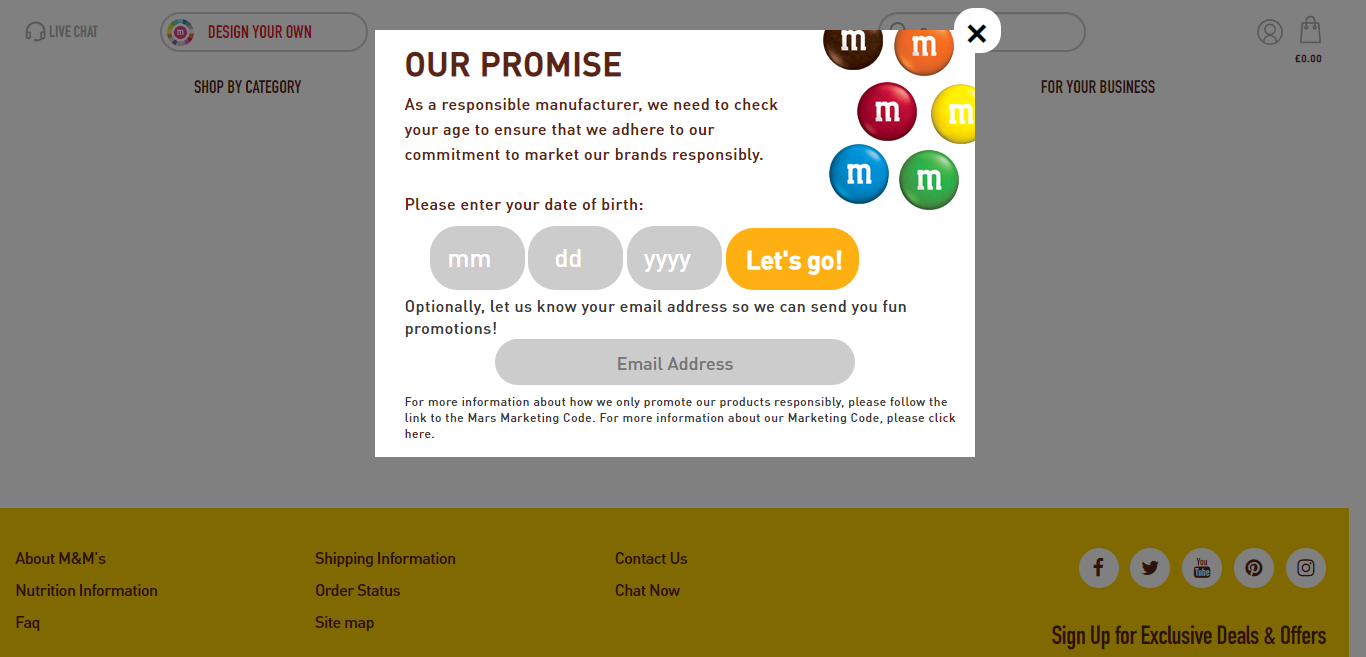 LIVE CHAT
DESIGN YOUR OWN
£0.00
SHOP BY CATEGORY
FOR YOUR BUSINESS
OUR PROMISE
As a responsible manufacturer, we need to check
your age to ensure that we adhere to our
commitment to market our brands responsibly.
m
m
m
m
m
m
Please enter your date of birth:
mm dd yyyy Let's go!
Optionally, let us know your email address so we can send you fun
promotions!
Email Address
For more information about how we only promote our products responsibly, please follow the
link to the Mars Marketing Code. For more information about our Marketing Code, please click
here.
About M&M's
Nutrition Information
Faq
Shipping Information
Order Status
Site map
Contact Us
Chat Now
You
Tube
Sign Up for Exclusive Deals & Offers